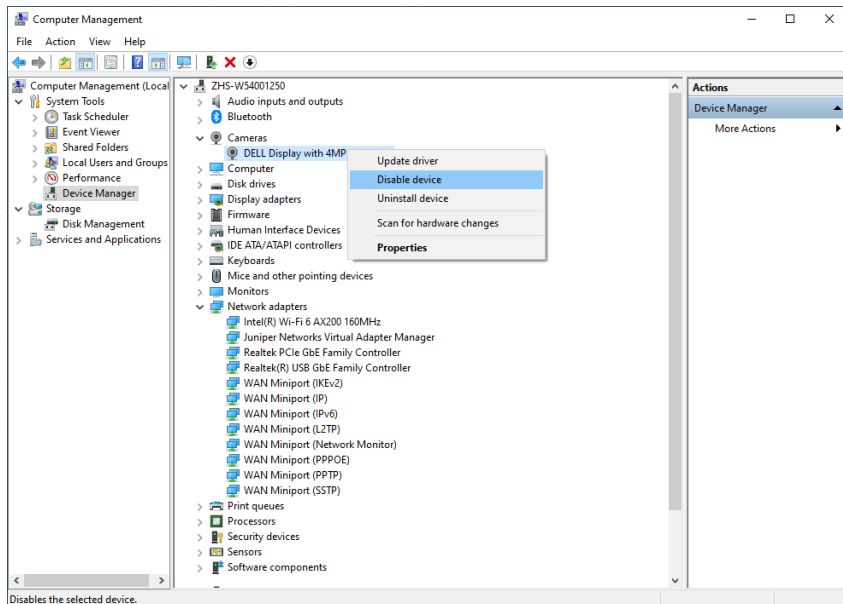 Computer Management
File Action View Help
Computer Management (Local
System Tools
Task Scheduler
Event Viewer
Shared Folders
Local Users and Groups
Performance
Device Manager
Storage
Disk Management
Services and Applications
ZHS-W54001250
Audio inputs and outputs
Bluetooth
Cameras
DELL Display with 4MP
Computer
Disk drives
Display adapters
Firmware
Human Interface Devices
IDE ATA/ATAPI controllers
Keyboards
Mice and other pointing devices
Monitors
Network adapters
Intel(R) Wi-Fi 6 AX200 160MHz
Juniper Networks Virtual Adapter Manager
Realtek PCIe GbE Family Controller
Realtek(R) USB GbE Family Controller
WAN Miniport (IKEv2)
WAN Miniport (IP)
WAN Miniport (IPv6)
WAN Miniport (L2TP)
WAN Miniport (Network Monitor)
WAN Miniport (PPPOE)
WAN Miniport (PPTP)
WAN Miniport (SSTP)
Print queues
Processors
Security devices
Sensors
Software components
Update driver
Disable device
Uninstall device
Scan for hardware changes
Properties
Actions
Device Manager
More Actions
Disables the selected device.